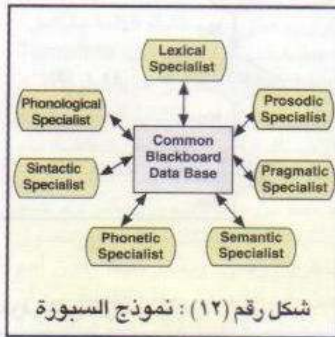 Lexical
Specialist
Phonological
Specialist
Prosodic
Specialist
Common
Blackboard
Data Base
Sintactic
Specialist
Pragmatic
Specialist
Phonetic
Specialist
Semantic
Specialist
شكل رقم (١٢) : نموذج السبورة